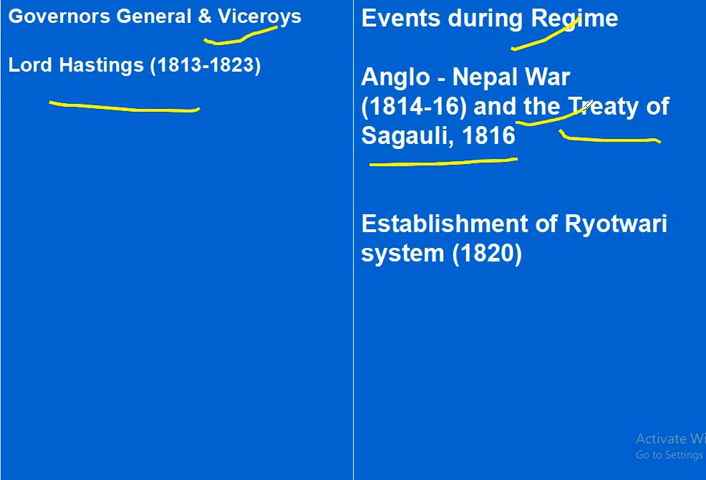 Governors General & Viceroys
Lord Hastings (1813-1823)
Events during Regime
Anglo - Nepal War
(1814-16) and the Treaty of
Sagauli, 1816
Establishment of Ryotwari
system (1820)
Activate Wi
Go to Settings